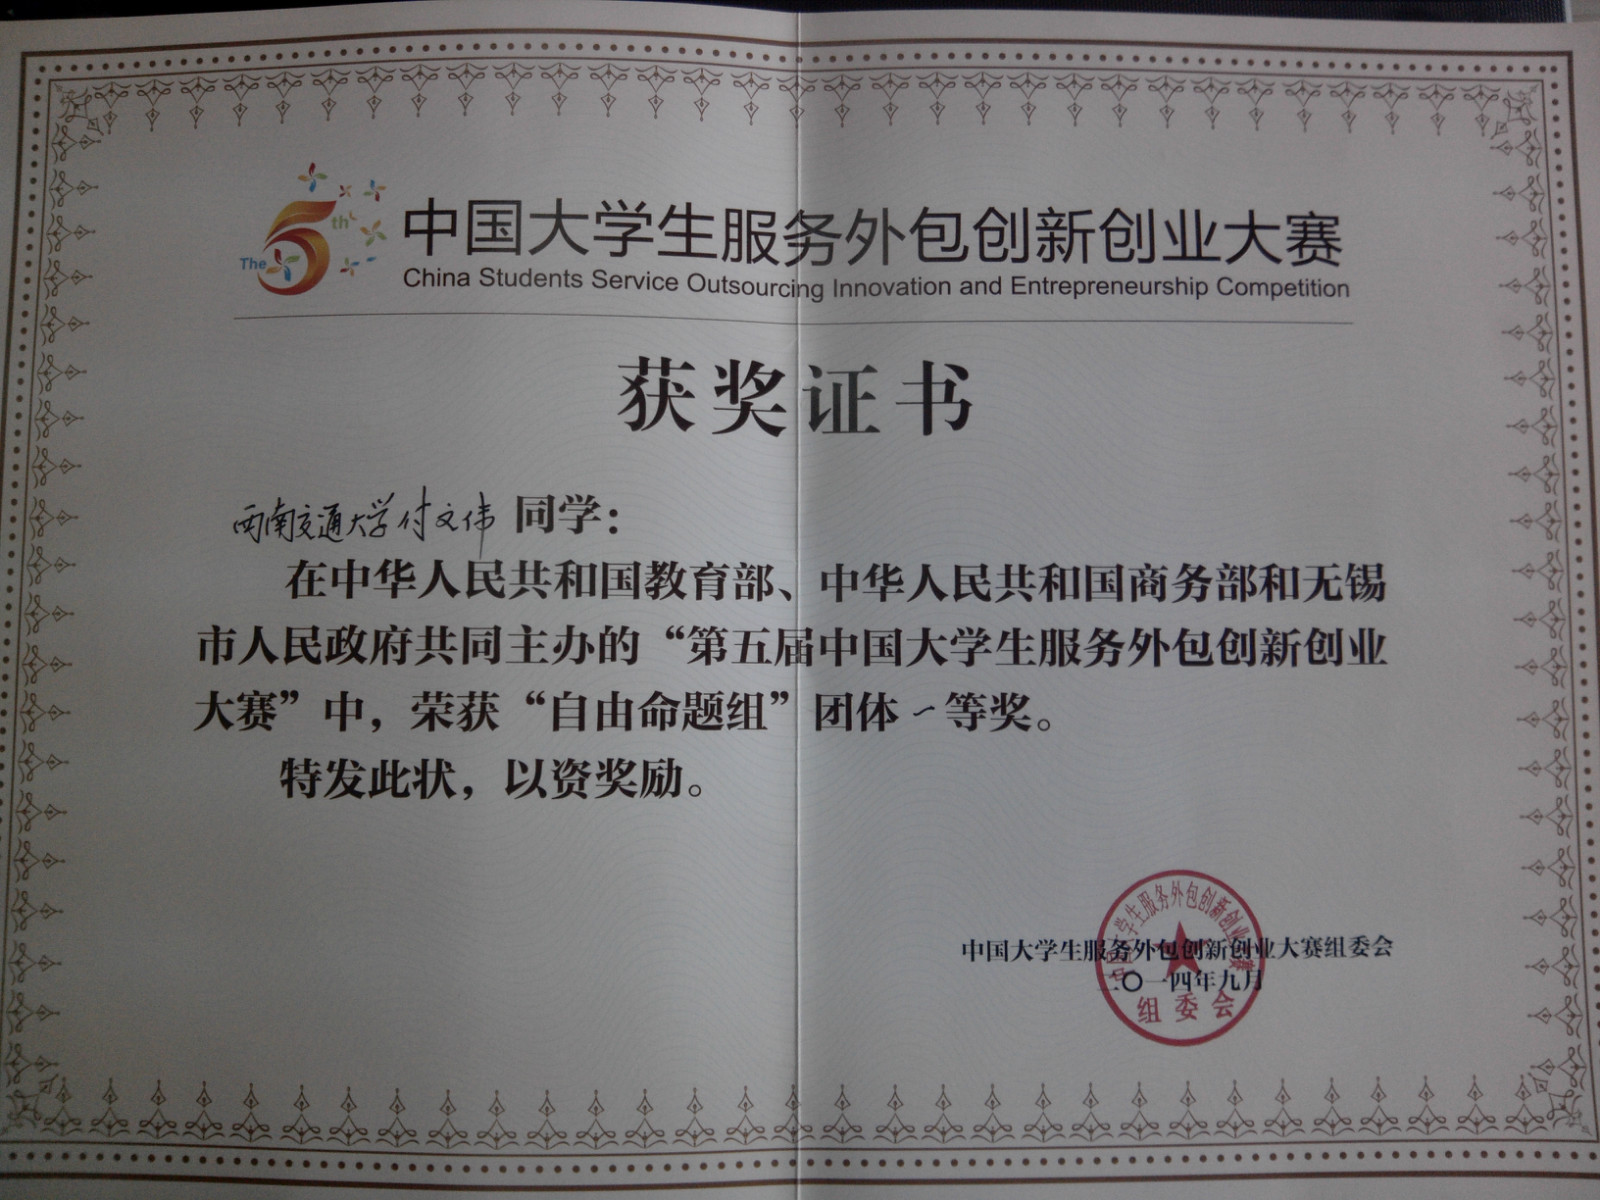 The 5th
中国大学生服务外包创新创业大赛
China Students Service Outsourcing Innovation and Entrepreneurship Competition
获奖证书
西南交通大学付文伟 同学：
在中华人民共和国教育部、中华人民共和国商务部和无锡
市人民政府共同主办的“第五届中国大学生服务外包创新创业
大赛”中，荣获“自由命题组”团体一等奖。
特发此状，以资奖励。
中国大学生服务外包创新创业大赛组委会
二〇一四年九月
中国大学生服务外包创新创业大赛
组委会